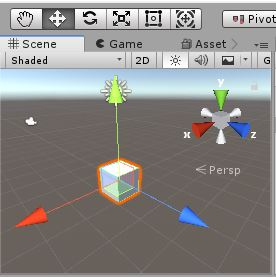 Pivot
Scene Game Asset
Shaded 2D G
y
x z
Persp